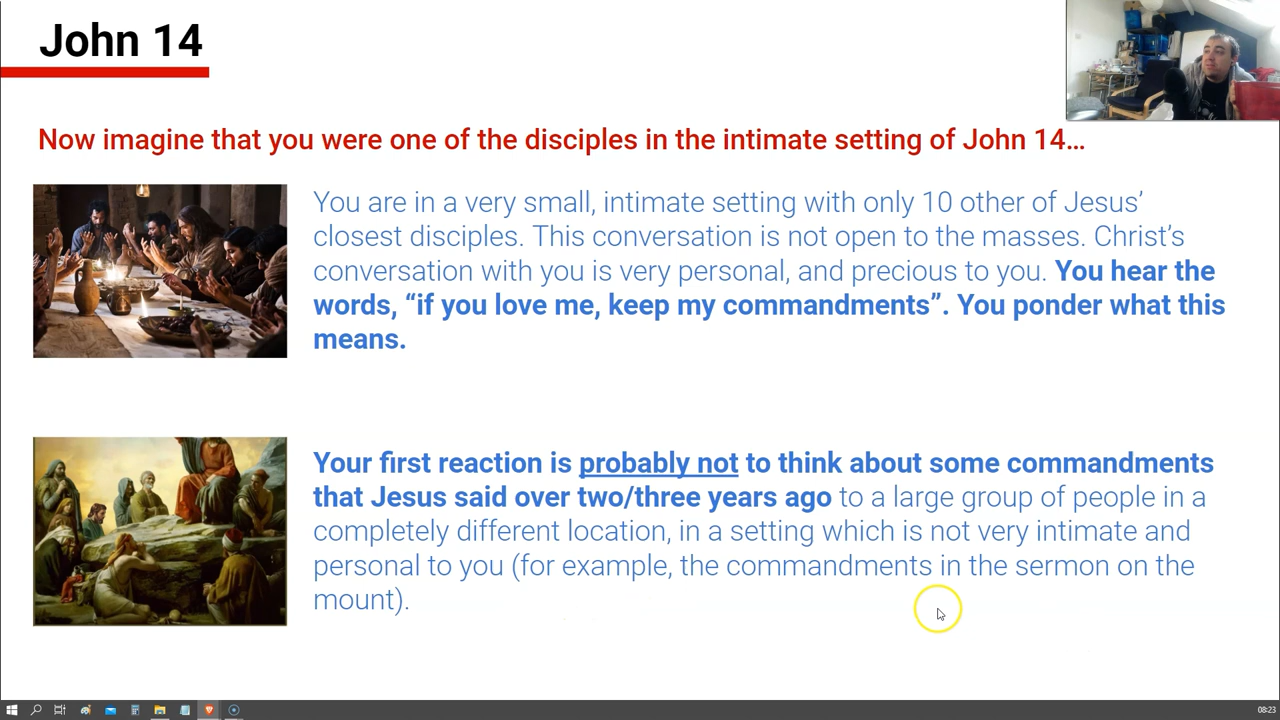 John 14
Now imagine that you were one of the disciples in the intimate setting of John 14…
You are in a very small, intimate setting with only 10 other of Jesus’
closest disciples. This conversation is not open to the masses. Christ’s
conversation with you is very personal, and precious to you. You hear the
words, “if you love me, keep my commandments”. You ponder what this
means.
Your first reaction is probably not to think about some commandments
that Jesus said over two/three years ago to a large group of people in a
completely different location, in a setting which is not very intimate and
personal to you (for example, the commandments in the sermon on the
mount).
08:23